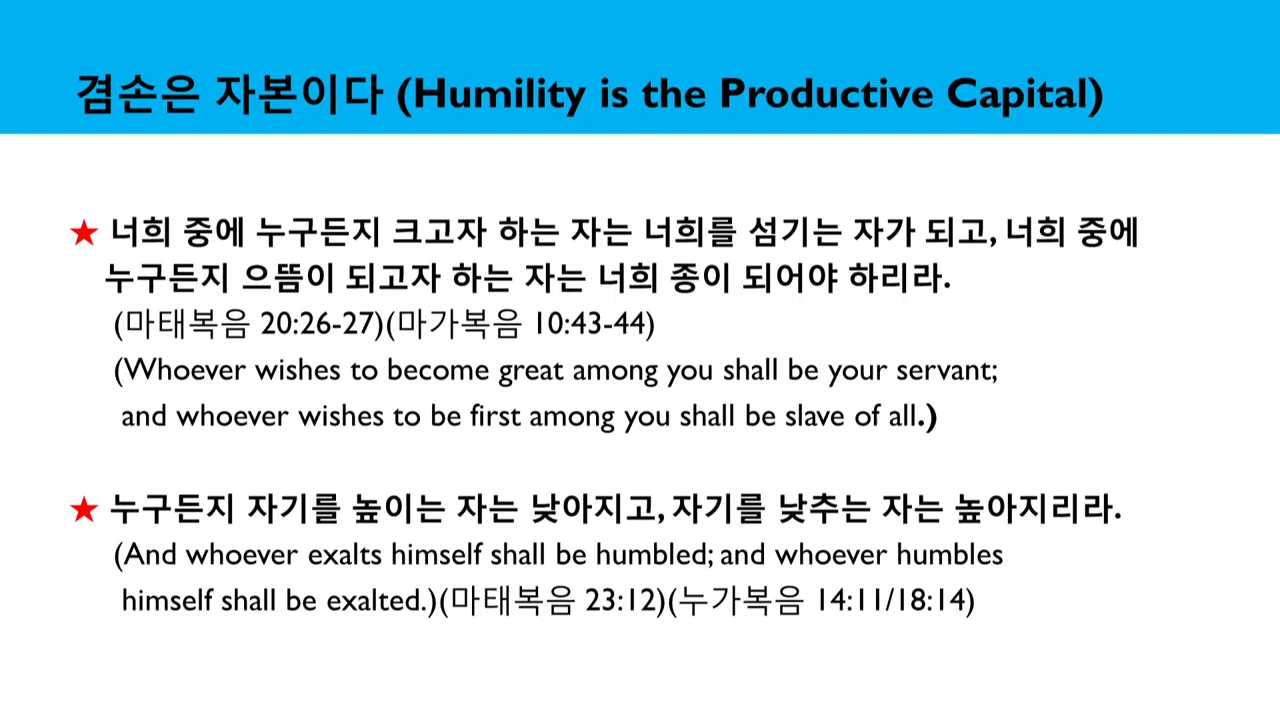 겸손은 자본이다 (Humility is the Productive Capital)
★ 너희 중에 누구든지 크고자 하는 자는 너희를 섬기는 자가 되고, 너희 중에
누구든지 으뜸이 되고자 하는 자는 너희 종이 되어야 하리라.
(마태복음 20:26-27)(마가복음 10:43-44)
(Whoever wishes to become great among you shall be your servant;
and whoever wishes to be first among you shall be slave of all.)
★ 누구든지 자기를 높이는 자는 낮아지고, 자기를 낮추는 자는 높아지리라.
(And whoever exalts himself shall be humbled; and whoever humbles
himself shall be exalted.)(마태복음 23:12)(누가복음 14:11/18:14)